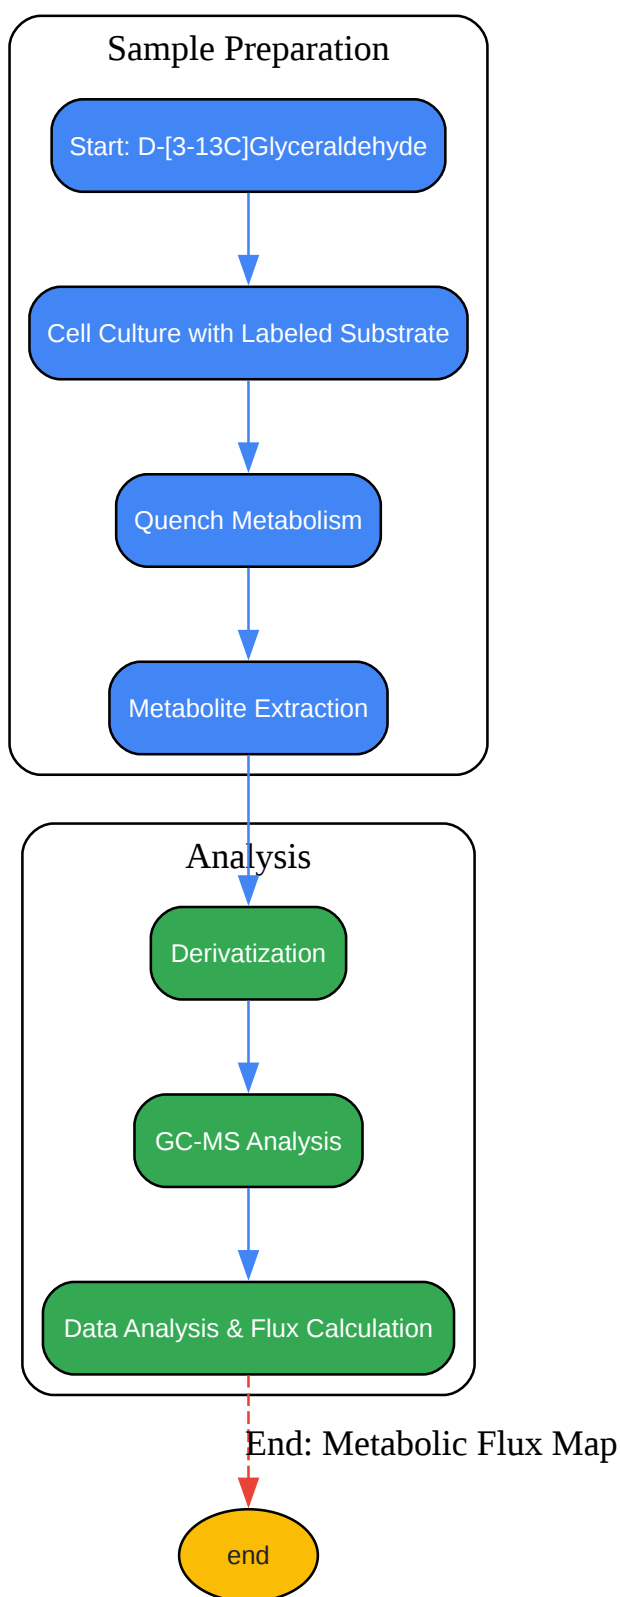 Sample Preparation
Start: D-[3-13C]Glyceraldehyde
Cell Culture with Labeled Substrate
Quench Metabolism
Metabolite Extraction
Analysis
Derivatization
GC-MS Analysis
Data Analysis & Flux Calculation
End: Metabolic Flux Map
end